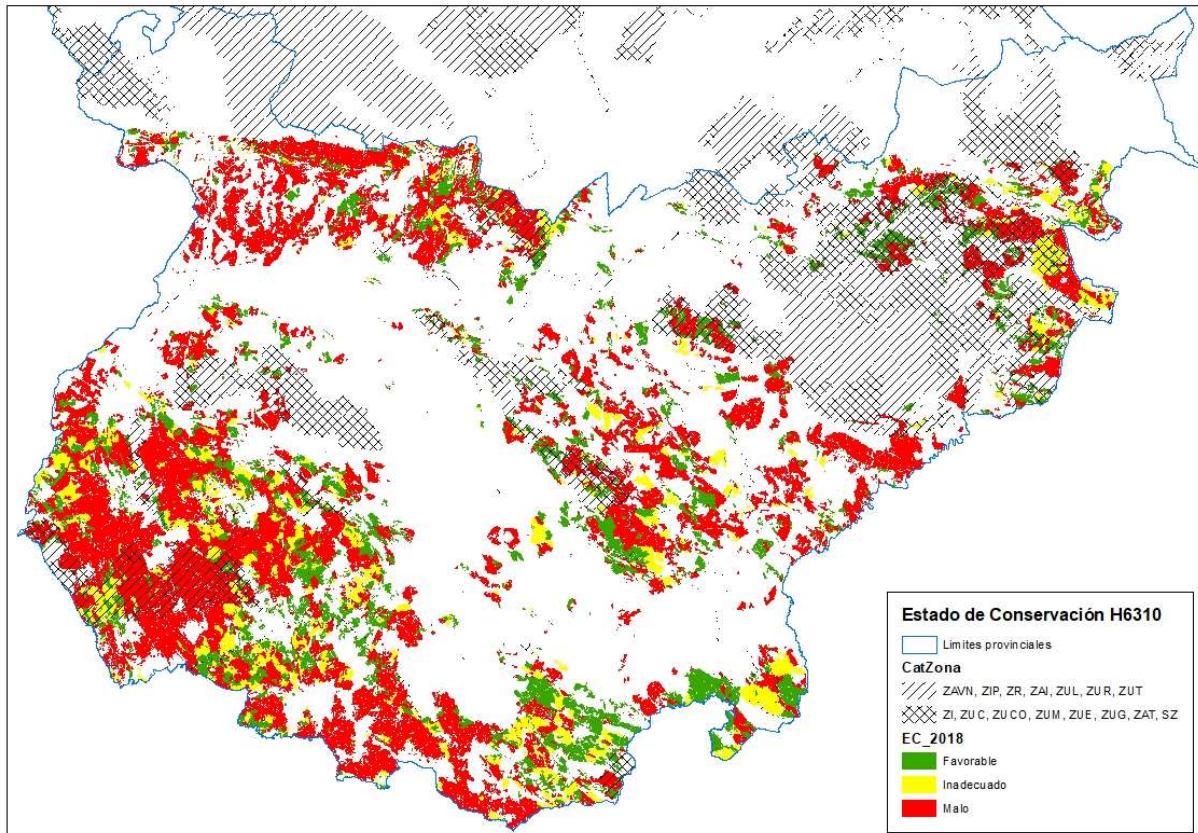 Estado de Conservación H6310
Límites provinciales
CatZona
ZAVN, ZIP, ZR, ZAI, ZUL, ZUR, ZUT
ZI, ZUC, ZUCO, ZUM, ZUE, ZUG, ZAT, SZ
EC_2018
Favorable
Inadecuado
Malo